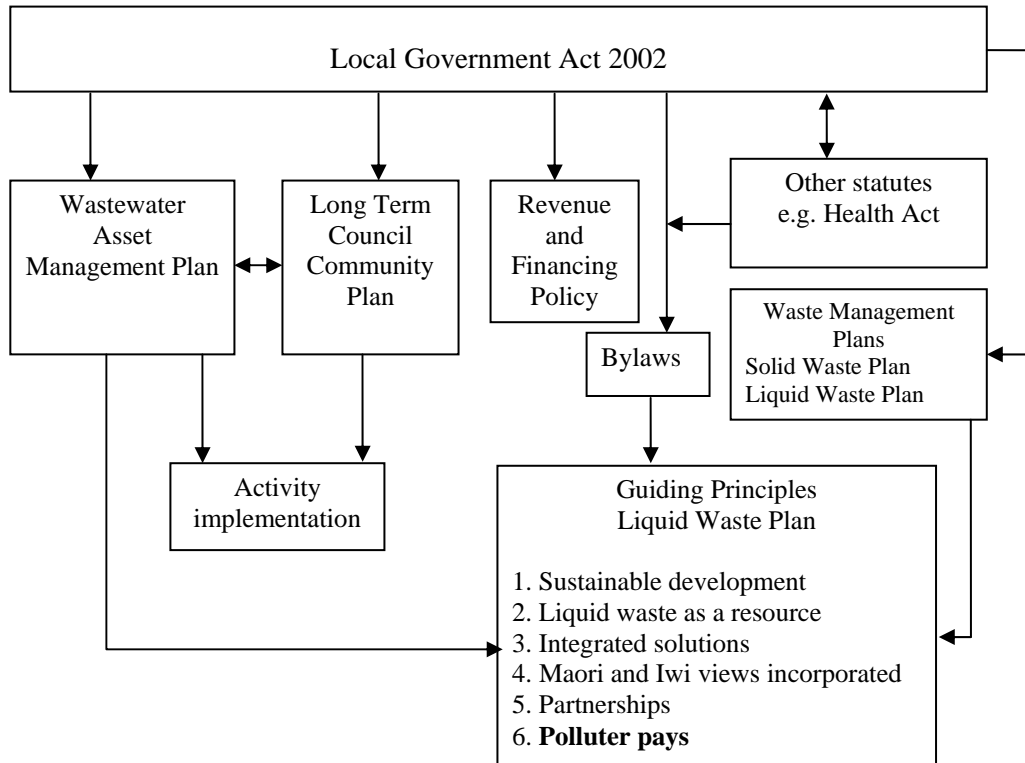 Local Government Act 2002
Wastewater
Asset
Management Plan
Long Term
Council
Community
Plan
Revenue
and
Financing
Policy
Other statutes
e.g. Health Act
Bylaws
Waste Management
Plans
Solid Waste Plan
Liquid Waste Plan
Activity
implementation
Guiding Principles
Liquid Waste Plan
1. Sustainable development
2. Liquid waste as a resource
3. Integrated solutions
4. Maori and Iwi views incorporated
5. Partnerships
6. Polluter pays